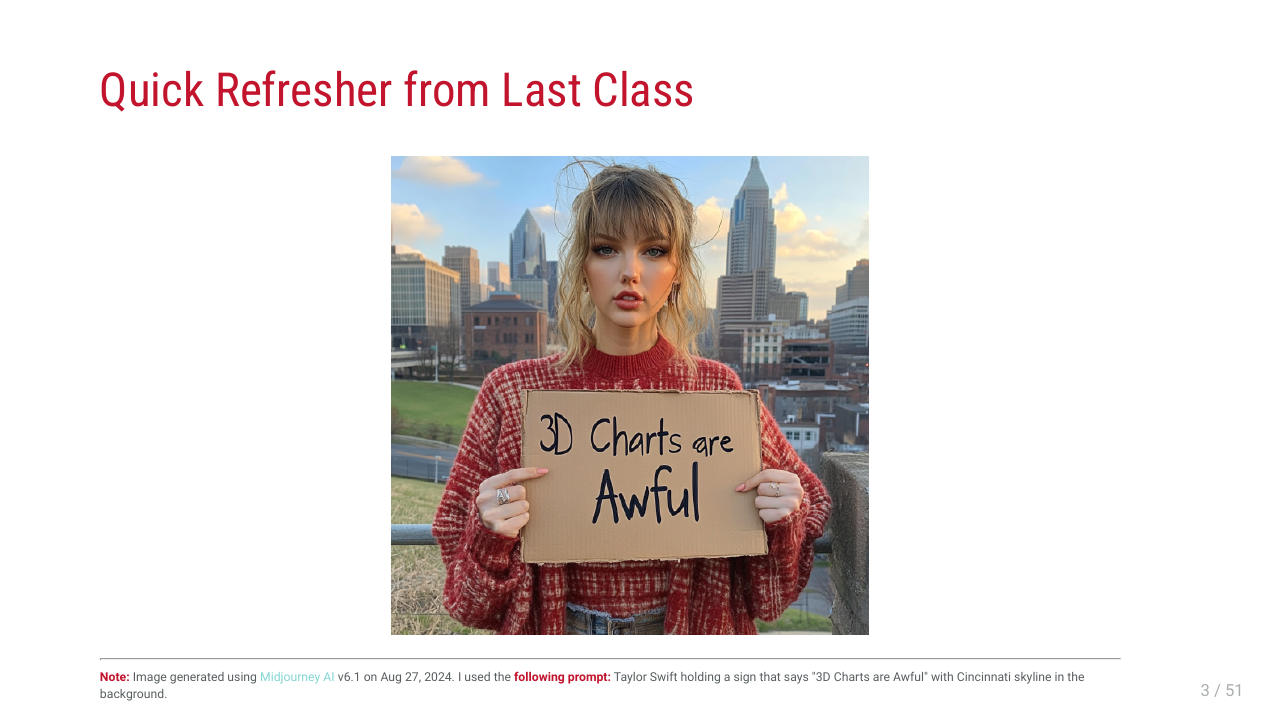 Quick Refresher from Last Class
3D Charts are
Awful
Note: Image generated using Midjourney AI v6.1 on Aug 27, 2024. I used the following prompt: Taylor Swift holding a sign that says "3D Charts are Awful" with Cincinnati skyline in the
background.
3 / 51